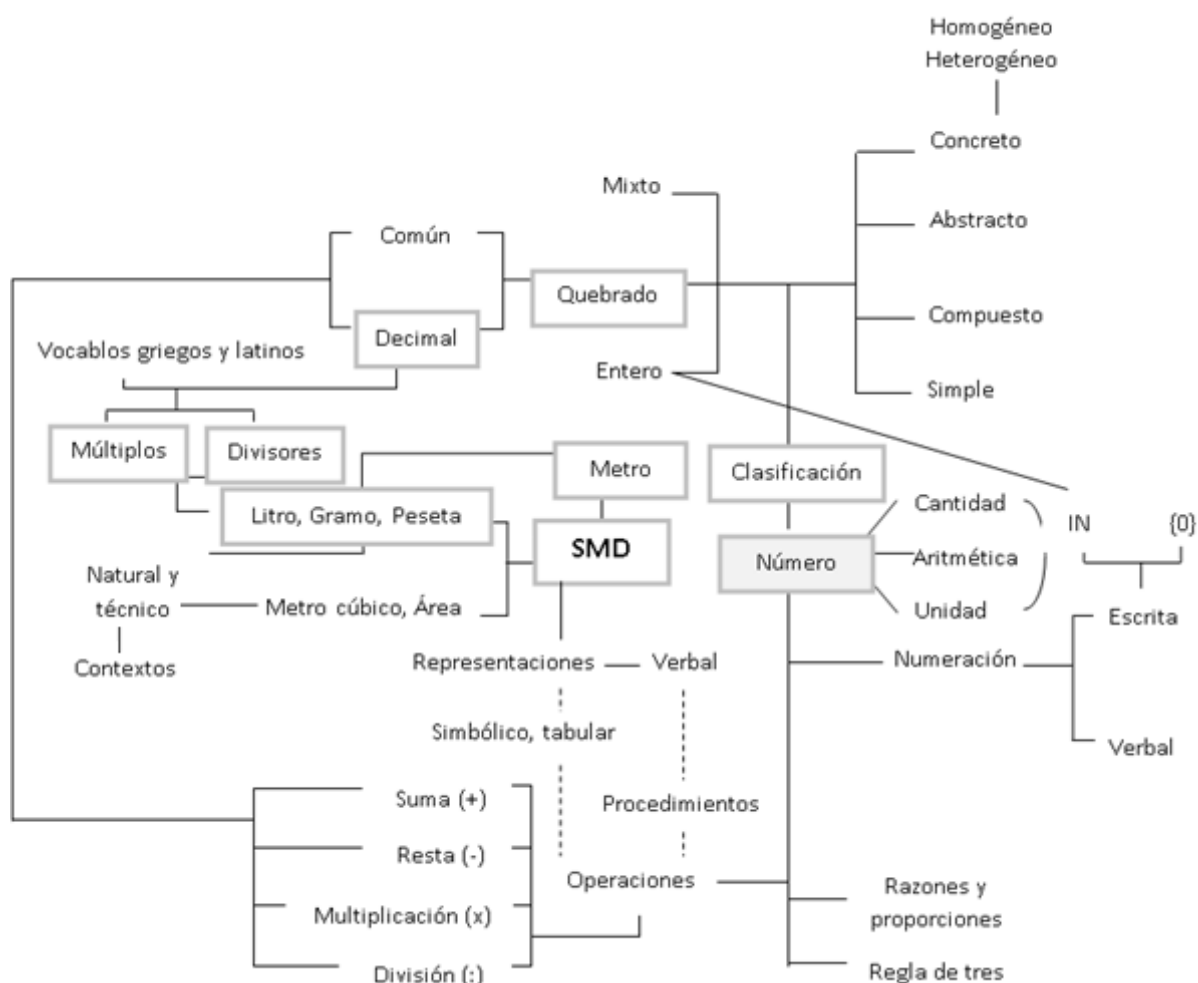 Homogéneo
Heterogéneo
Concreto
Mixto
Abstracto
Común
Quebrado
Compuesto
Decimal
Vocablos griegos y latinos
Entero
Simple
Múltiplos
Divisores
Metro
Clasificación
Litro, Gramo, Peseta
Cantidad
IN
{0}
SMD
Número
Aritmética
Natural y
técnico
Metro cúbico, Área
Unidad
Escrita
Contextos
Representaciones
Verbal
Numeración
Simbólico, tabular
Verbal
Suma (+)
Procedimientos
Resta (-)
Operaciones
Razones y
proporciones
Multiplicación (x)
División (:)
Regla de tres